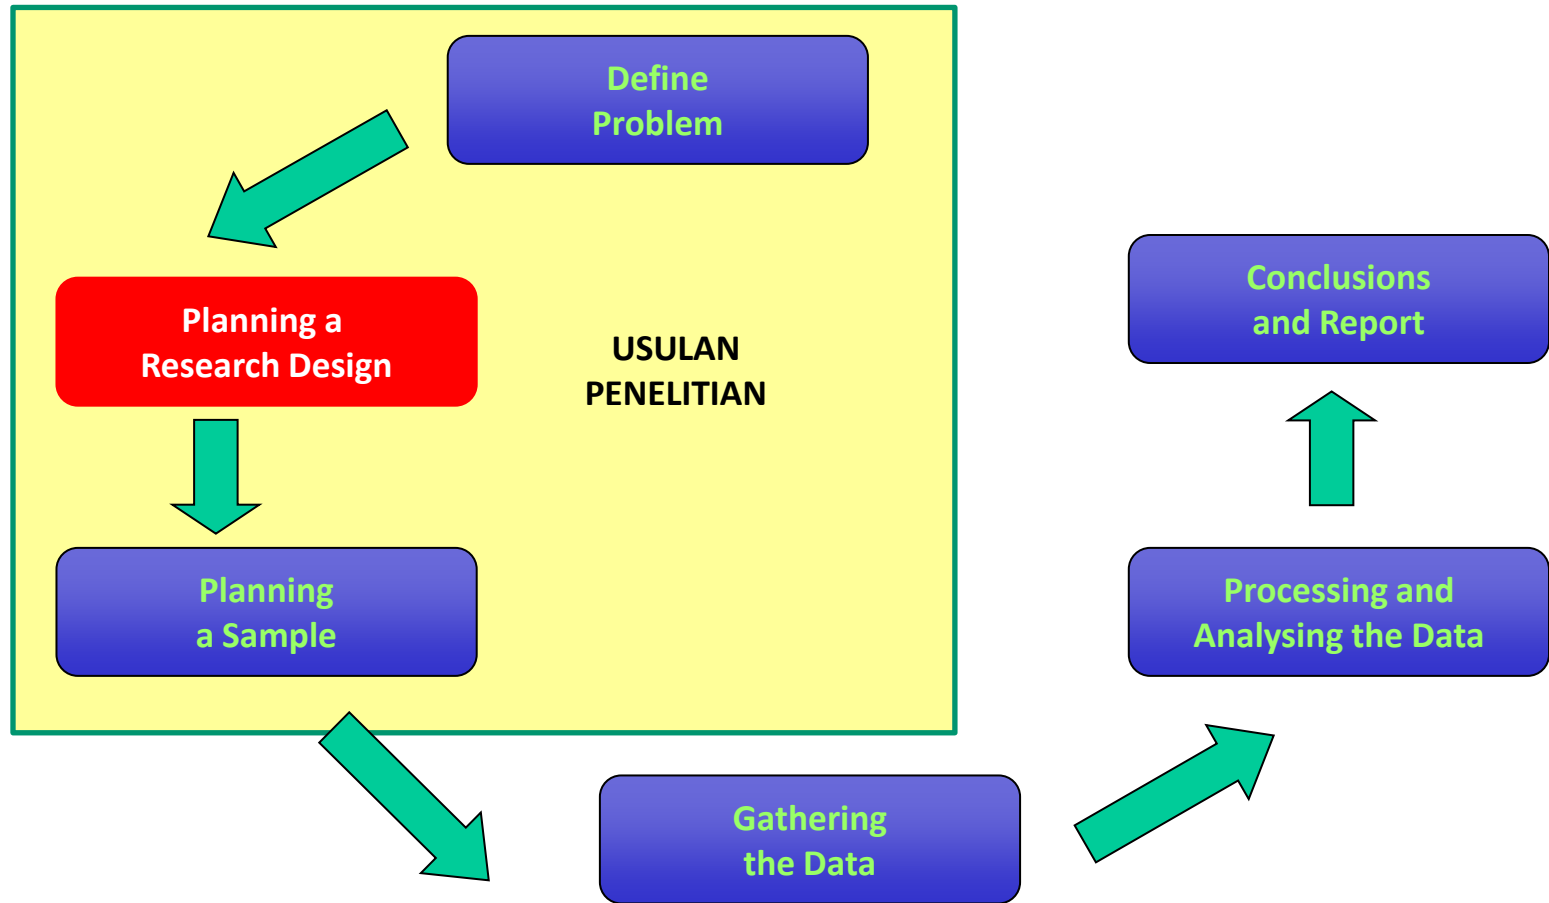 Define
Problem
Planning a
Research Design
USULAN
PENELITIAN
Planning
a Sample
Gathering
the Data
Processing and
Analysing the Data
Conclusions
and Report